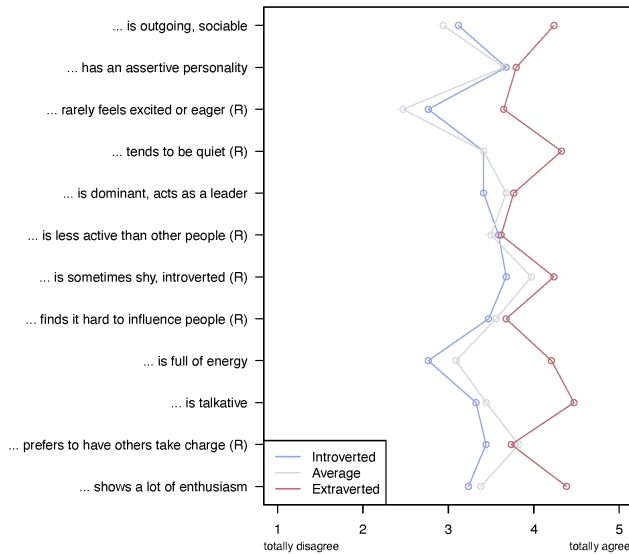 ... is outgoing, sociable
... has an assertive personality
... rarely feels excited or eager (R)
... tends to be quiet (R)
... is dominant, acts as a leader
... is less active than other people (R)
... is sometimes shy, introverted (R)
... finds it hard to influence people (R)
... is full of energy
... is talkative
... prefers to have others take charge (R)
... shows a lot of enthusiasm
Introverted
Average
Extraverted
1 2 3 4 5
totally disagree totally agree